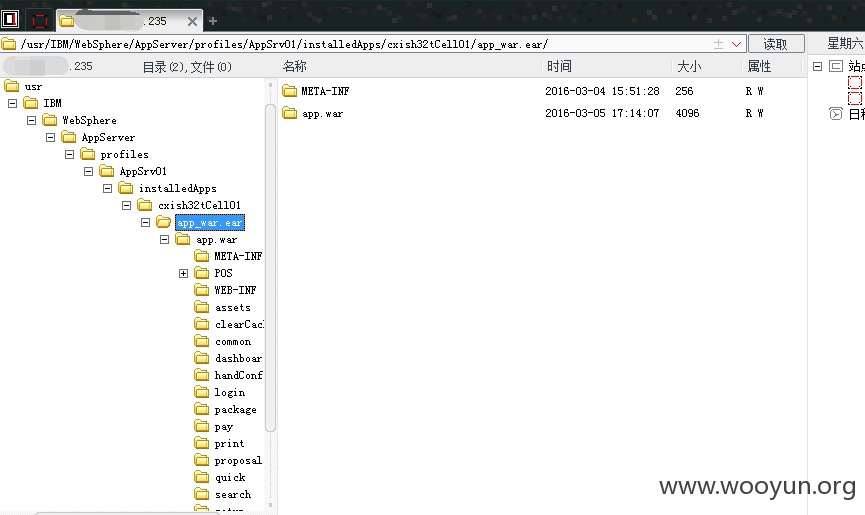 .235
/usr/IBM/WebSphere/AppServer/profiles/AppSrv01/installedApps/cxish32tCell01/app_war.ear/
读取
星期六
.235
目录(2),文件(0)
名称
时间
大小
属性
usr
IBM
WebSphere
AppServer
profiles
AppSrv01
installedApps
cxish32tCell01
app_war.ear
app.war
META-INF
POS
WEB-INF
assets
clearCac
common
dashboar
handConf
login
package
pay
print
proposal
quick
search
META-INF 2016-03-04 15:51:28 256 R W
app.war 2016-03-05 17:14:07 4096 R W
站点
日程
www.wooyun.org